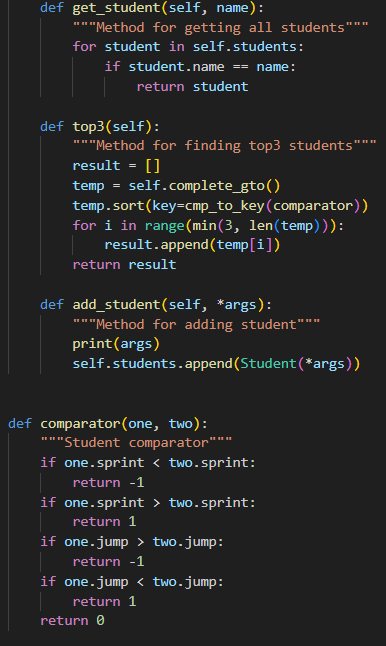 def get_student(self, name):
    """Method for getting all students"""
    for student in self.students:
        if student.name == name:
            return student

def top3(self):
    """Method for finding top3 students"""
    result = []
    temp = self.complete_gto()
    temp.sort(key=cmp_to_key(comparator))
    for i in range(min(3, len(temp))):
        result.append(temp[i])
    return result

def add_student(self, *args):
    """Method for adding student"""
    print(args)
    self.students.append(Student(*args))

def comparator(one, two):
    """Student comparator"""
    if one.sprint < two.sprint:
        return -1
    if one.sprint > two.sprint:
        return 1
    if one.jump > two.jump:
        return -1
    if one.jump < two.jump:
        return 1
    return 0